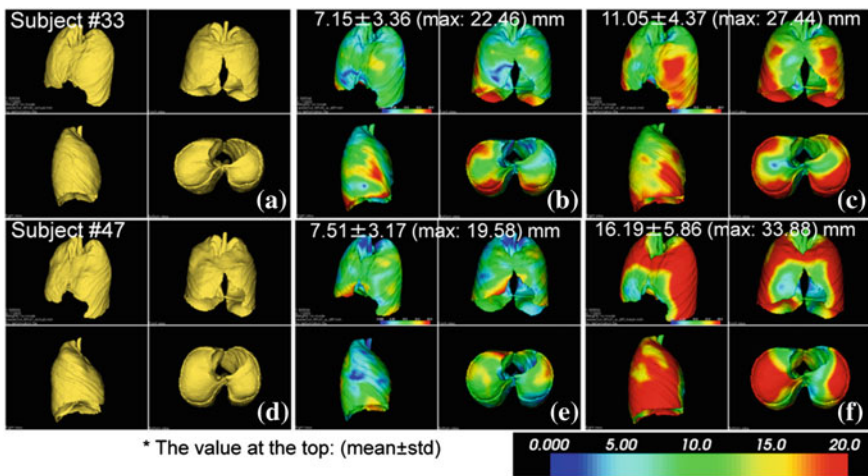 Subject #33
7.15±3.36 (max: 22.46) mm
11.05±4.37 (max: 27.44) mm
(a)
(b)
(c)
Subject #47
7.51±3.17 (max: 19.58) mm
16.19±5.86 (max: 33.88) mm
(d)
(e)
(f)
* The value at the top: (mean±std)
0.000 5.00 10.00 15.0 20.0